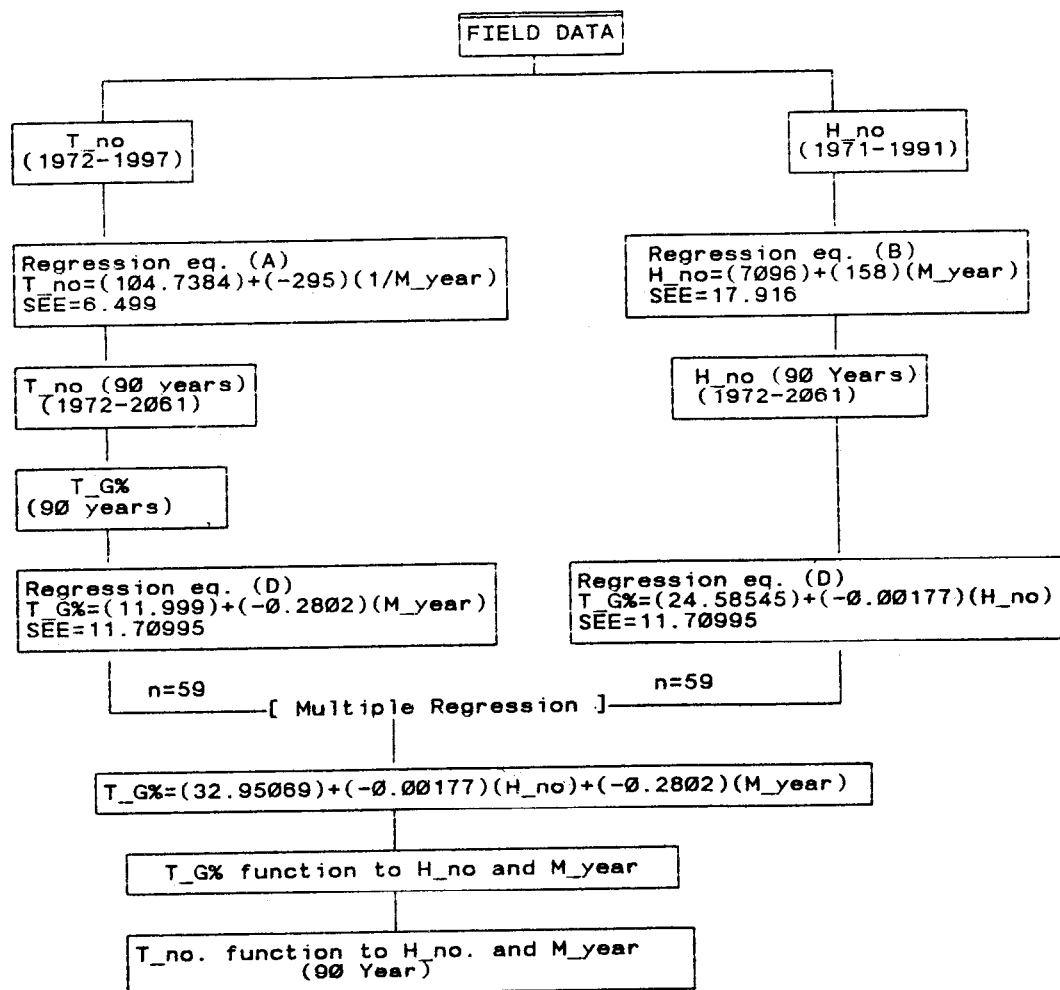 FIELD DATA
T_no
(1972-1997)
H_no
(1971-1991)
Regression eq. (A)
T_no=(104.7384)+(-295)(1/M_year)
SEE=6.499
Regression eq. (B)
H_no=(7096)+(158)(M_year)
SEE=17.916
T_no (90 years)
(1972-2061)
H_no (90 Years)
(1972-2061)
T_G%
(90 years)
Regression eq. (D)
T_G%=(11.999)+(-0.2802)(M_year)
SEE=11.70995
Regression eq. (D)
T_G%=(24.58545)+(-0.00177)(H_no)
SEE=11.70995
n=59
n=59
[ Multiple Regression ]
T_G%=(32.95069)+(-0.00177)(H_no)+(-0.2802)(M_year)
T_G% function to H_no and M_year
T_no. function to H_no. and M_year
(90 Year)